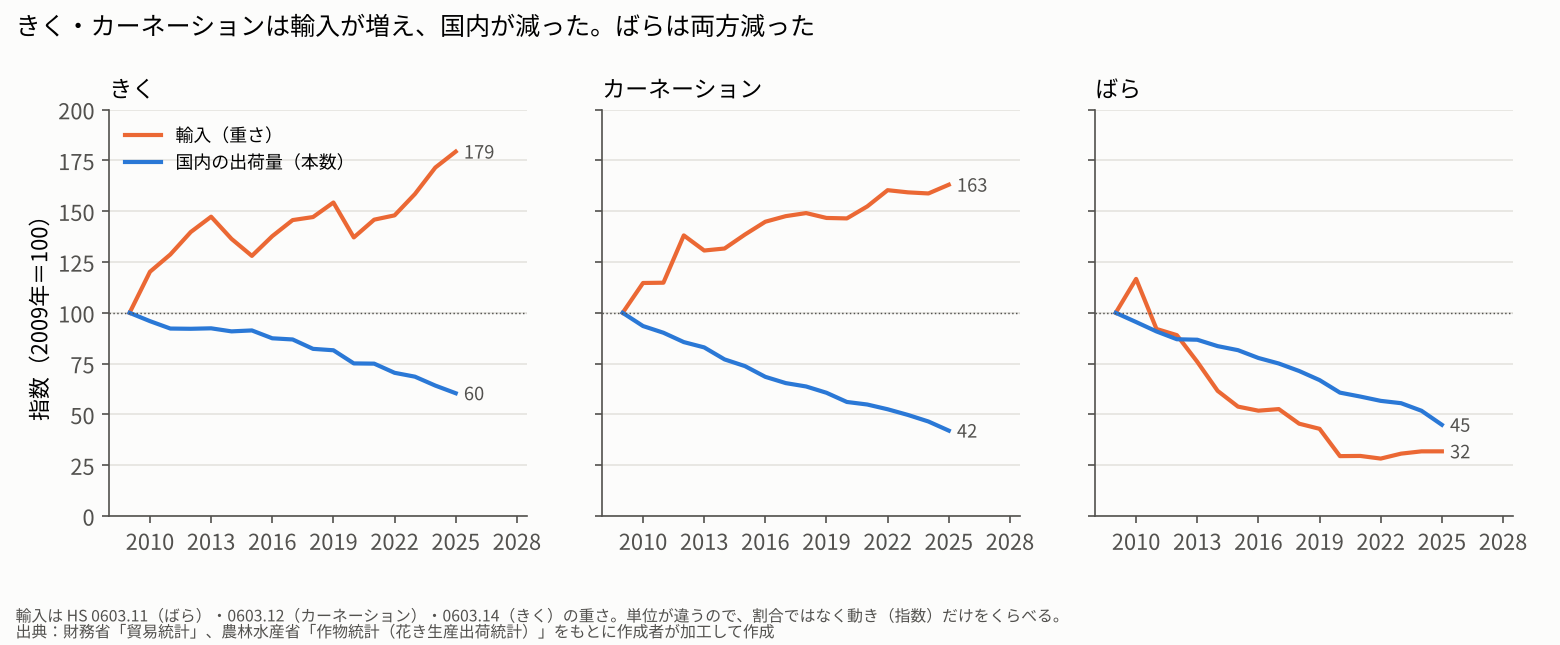 きく・カーネーションは輸入が増え、国内が減った。ばらは両方減った
きく
カーネーション
ばら
指数（2009年＝100）
200
175
150
125
100
75
50
25
0
輸入（重さ）
国内の出荷量（本数）
179
60
163
42
45
32
2010 2013 2016 2019 2022 2025 2028
2010 2013 2016 2019 2022 2025 2028
2010 2013 2016 2019 2022 2025 2028
輸入は HS 0603.11（ばら）・0603.12（カーネーション）・0603.14（きく）の重さ。単位が違うので、割合ではなく動き（指数）だけをくらべる。
出典：財務省「貿易統計」、農林水産省「作物統計（花き生産出荷統計）」をもとに作成者が加工して作成